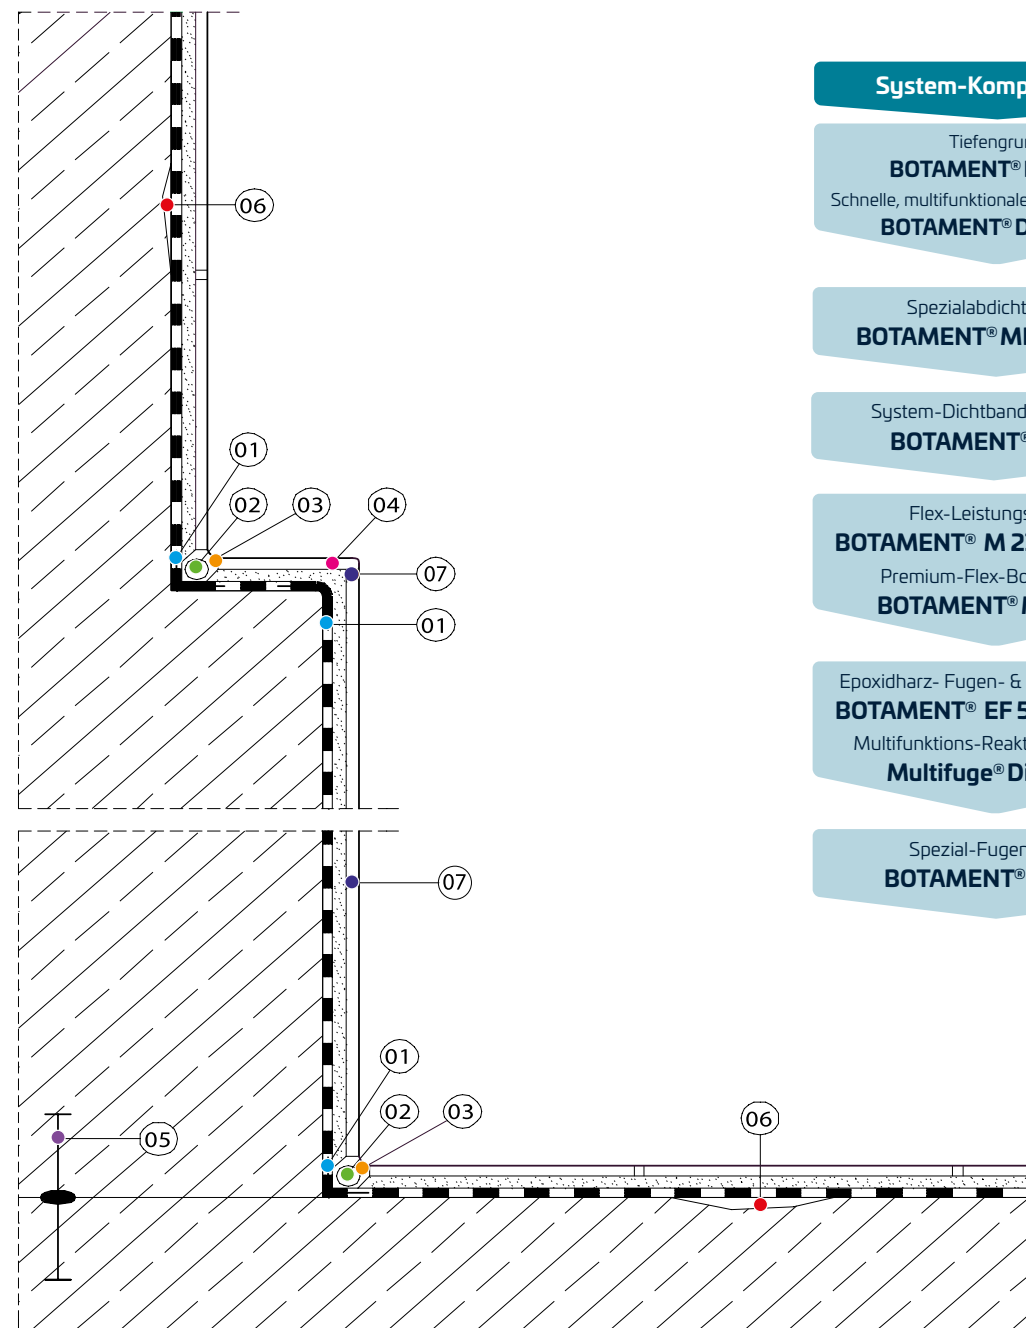 06
01
02
03
04
07
01
07
01
02
03
05
06
System-Komp
Tiefengru
BOTAMENT®
Schnelle, multifunktionale
BOTAMENT® D
Spezialabdicht
BOTAMENT® M
System-Dichtband
BOTAMENT®
Flex-Leistungs
BOTAMENT® M 2
Premium-Flex-Bo
BOTAMENT® M
Epoxidharz- Fugen- &
BOTAMENT® EF 5
Multifunktions-Reakt
Multifuge® Di
Spezial-Fugen
BOTAMENT®